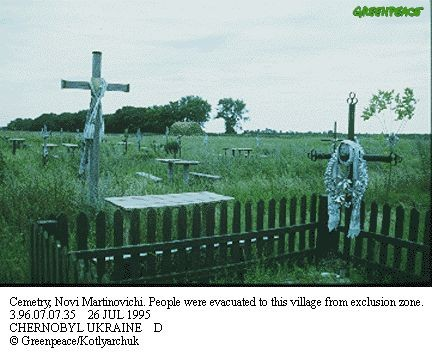 GREENPEACE
Cemetry, Novi Martinovichi. People were evacuated to this village from exclusion zone.
3.96.07.07.35 26 JUL 1995
CHERNOBYL UKRAINE D
© Greenpeace/Kotlyarchuk